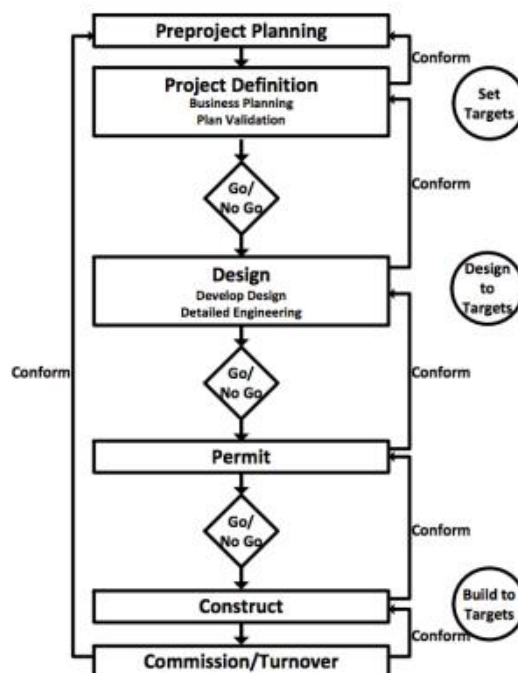 Preproject Planning
Conform
Project Definition
Business Planning
Plan Validation
Set
Targets
Go/
No Go
Conform
Design
Develop Design
Detailed Engineering
Design
to
Targets
Conform
Go/
No Go
Conform
Permit
Go/
No Go
Conform
Construct
Build to
Targets
Conform
Commission/Turnover